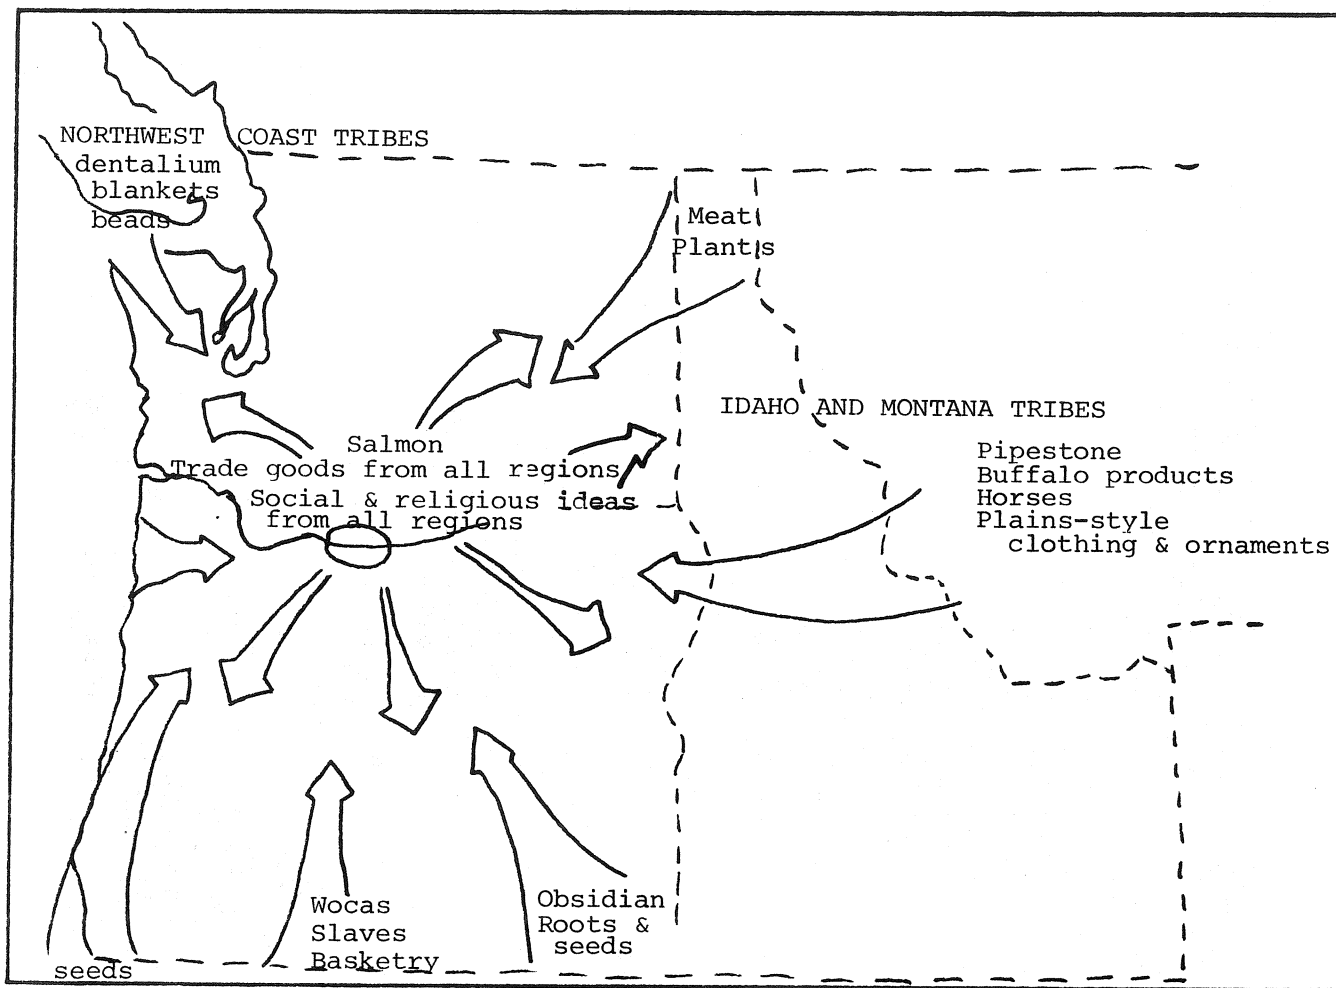 NORTHWEST COAST TRIBES
dentalium
blankets
beads
Meat
Plants
IDAHO AND MONTANA TRIBES
Pipestone
Buffalo products
Horses
Plains-style
clothing & ornaments
Salmon
Trade goods from all regions
Social & religious ideas
from all regions
Wocas
Slaves
Basketry
Obsidian
Roots &
seeds
seeds